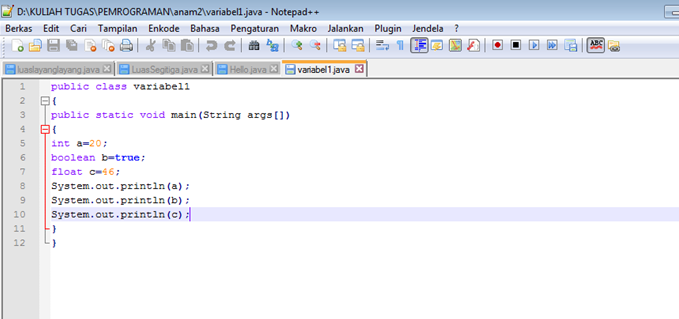 D:\KULIAH TUGAS\PEMROGRAMAN\anam2\variabel1.java - Notepad++
Berkas Edit Cari Tampilan Enkode Bahasa Pengaturan Makro Jalankan Plugin Jendela ?
luaslayanglayang.java LuasSegitiga.java Hello.java variabel1.java
1 public class variabel1
2 {
3 public static void main(String args[])
4 {
5 int a=20;
6 boolean b=true;
7 float c=46;
8 System.out.println(a);
9 System.out.println(b);
10 System.out.println(c);
11 }
12 }